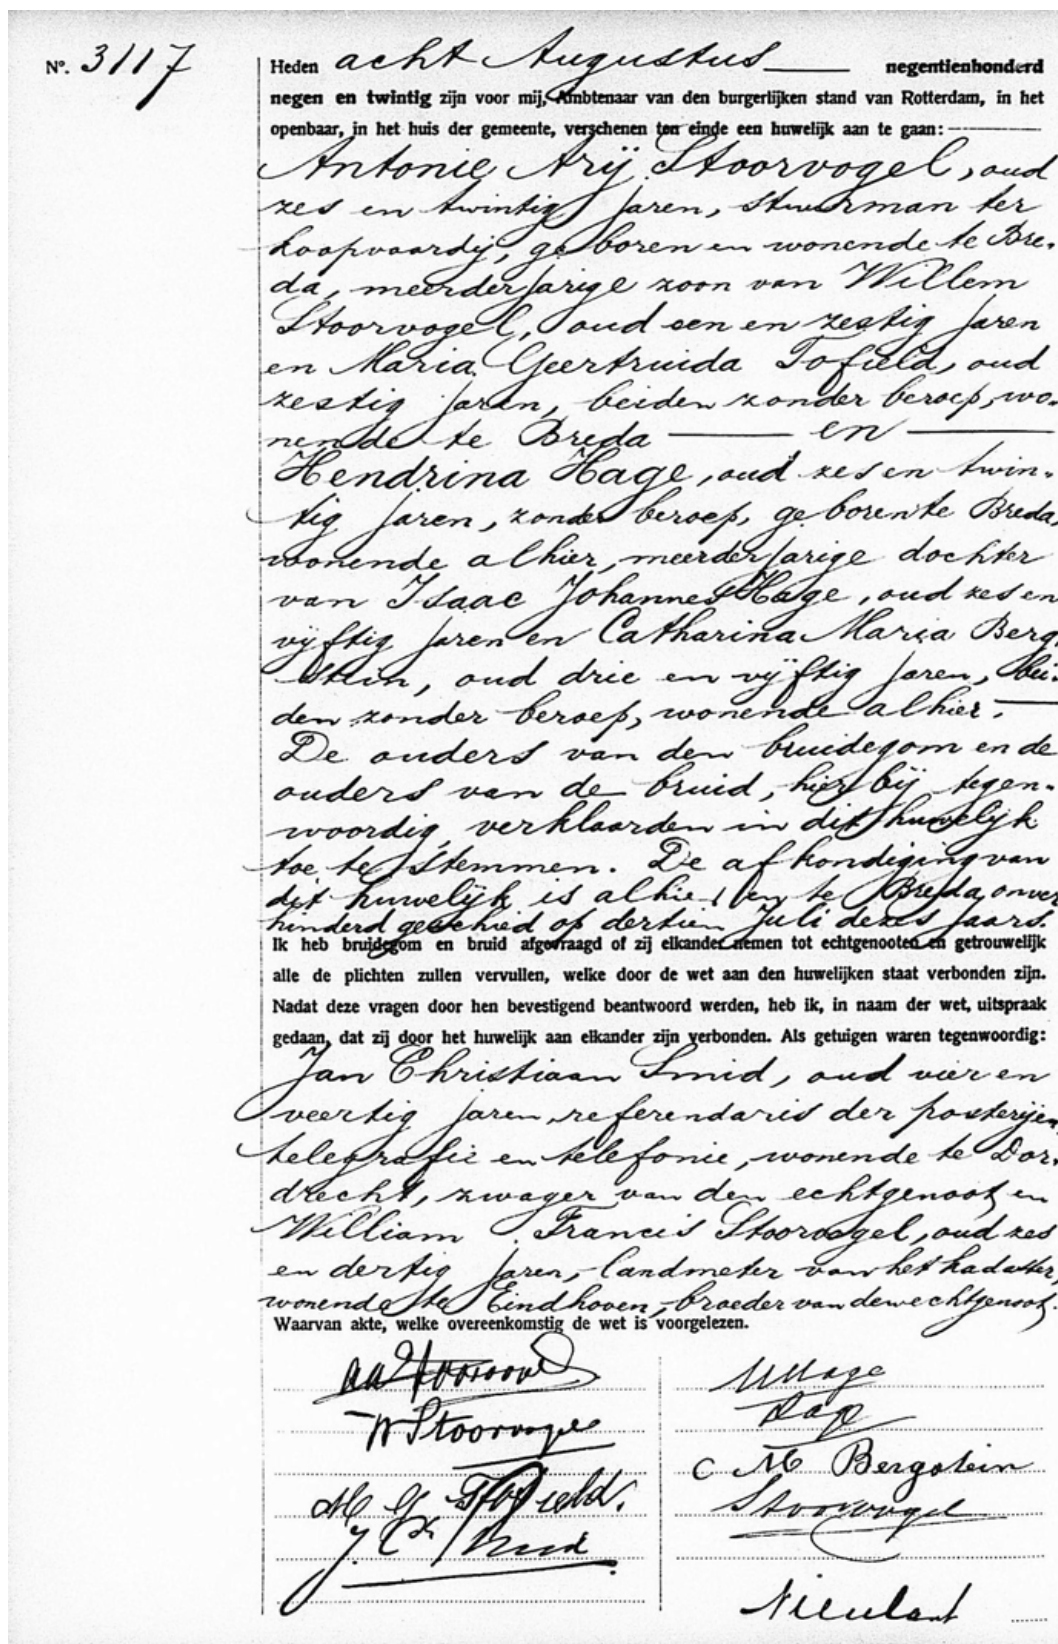 Nº. 3117
Heden acht Augustus negentienhonderd
negen en twintig zijn voor mij, Ambtenaar van den burgerlijken stand van Rotterdam, in het
openbaar, in het huis der gemeente, verschenen ten einde een huwelijk aan te gaan:
Antonie Arij Stoorvogel, oud
zes en twintig jaren, stuurman ter
koopvaardij, geboren en wonende te Bre-
da, meerderjarige zoon van Willem
Stoorvogel, oud een en zestig jaren
en Maria Geertruida Tofield, oud
zestig jaren, beiden zonder beroep, wo-
nende te Breda — en —
Hendrina Hage, oud zes en twin-
tig jaren, zonder beroep, geboren te Breda,
wonende alhier, meerderjarige dochter
van Isaac Johannes Hage, oud zes en
vijftig jaren en Catharina Maria Berg-
stein, oud drie en vijftig jaren, bei-
den zonder beroep, wonende alhier.
De ouders van den bruidegom en de
ouders van de bruid, hierbij tegen-
woordig, verklaarden in dit huwelijk
toe te stemmen. De afkondiging van
dit huwelijk is alhier en te Breda onver
hinderd geschied op dertien Juli dezes jaars.
Ik heb bruidegom en bruid afgevraagd of zij elkander nemen tot echtgenooten en getrouwelijk
alle de plichten zullen vervullen, welke door de wet aan den huwelijken staat verbonden zijn.
Nadat deze vragen door hen bevestigend beantwoord werden, heb ik, in naam der wet, uitspraak
gedaan, dat zij door het huwelijk aan elkander zijn verbonden. Als getuigen waren tegenwoordig:
Jan Christiaan Smid, oud vier en
veertig jaren, referendaris der posterijen,
telegrafie en telefonie, wonende te Dor-
drecht, zwager van den echtgenoot, en
William Francis Stoorvogel, oud zes
en dertig jaren, landmeter van het kadaster,
wonende te Eindhoven, broeder van dewechtgenoot.
Waarvan akte, welke overeenkomstig de wet is voorgelezen.
AA Stoorvogel
HHage
W Stoorvogel
Hage
C M Bergstein
M G Tofield.
Stoorvogel
J Chr Smid
Nieulant